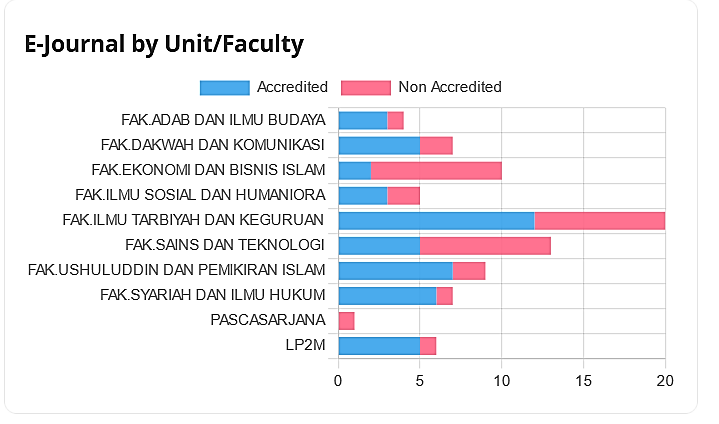 E-Journal by Unit/Faculty
Accredited Non Accredited
FAK.ADAB DAN ILMU BUDAYA
FAK.DAKWAH DAN KOMUNIKASI
FAK.EKONOMI DAN BISNIS ISLAM
FAK.ILMU SOSIAL DAN HUMANIORA
FAK.ILMU TARBIYAH DAN KEGURUAN
FAK.SAINS DAN TEKNOLOGI
FAK.USHULUDDIN DAN PEMIKIRAN ISLAM
FAK.SYARIAH DAN ILMU HUKUM
PASCASARJANA
LP2M
0 5 10 15 20